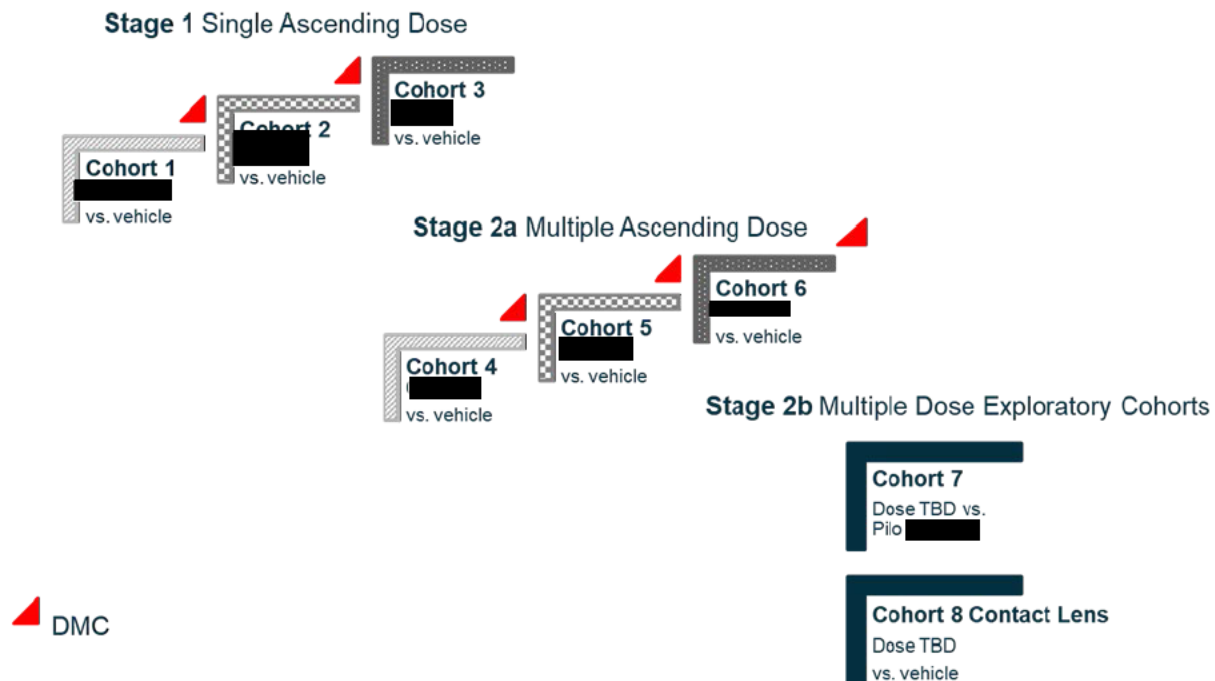 Stage 1 Single Ascending Dose
Cohort 1
vs. vehicle
Cohort 2
vs. vehicle
Cohort 3
vs. vehicle
Stage 2a Multiple Ascending Dose
Cohort 4
vs. vehicle
Cohort 5
vs. vehicle
Cohort 6
vs. vehicle
Stage 2b Multiple Dose Exploratory Cohorts
Cohort 7
Dose TBD vs.
Pilo
Cohort 8 Contact Lens
Dose TBD
vs. vehicle
DMC